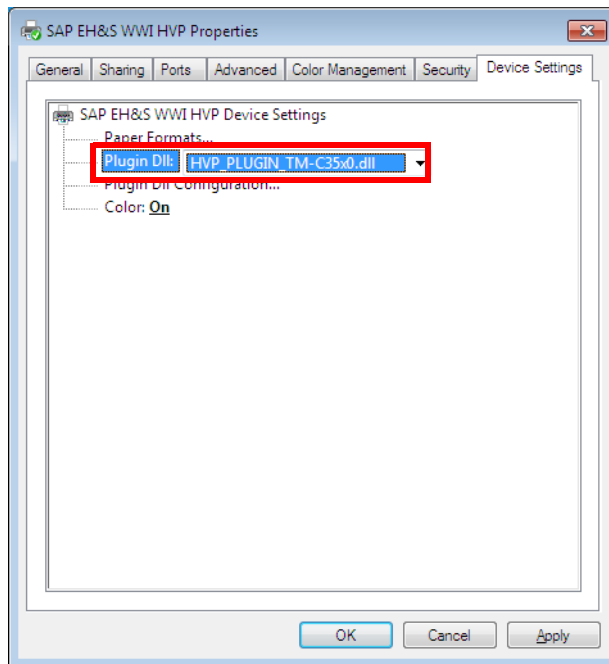 SAP EH&S WWI HVP Properties
General Sharing Ports Advanced Color Management Security Device Settings
SAP EH&S WWI HVP Device Settings
Paper Formats...
Plugin Dll: HVP_PLUGIN_TM-C35x0.dll
Plugin Dll Configuration...
Color: On
OK Cancel Apply